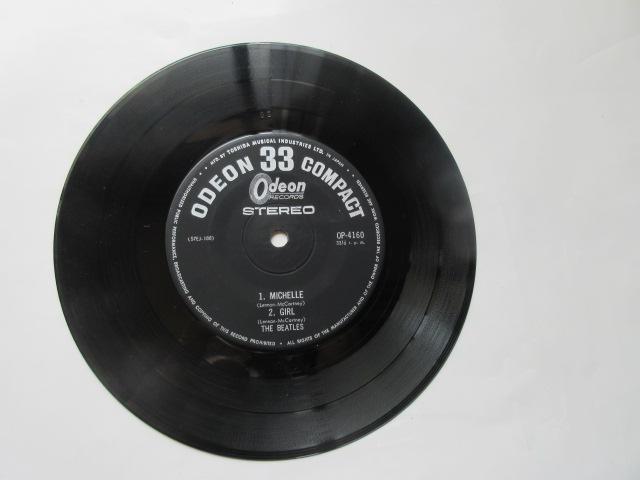 MFD. BY TOSHIBA MUSICAL INDUSTRIES LTD. IN JAPAN
ODEON 33 COMPACT
Odeon
RECORDS
STEREO
OP-4160
33⅓ r.p.m.
1. MICHELLE
(Lennon-McCartney)
2. GIRL
(Lennon-McCartney)
THE BEATLES
UNAUTHORIZED PUBLIC PERFORMANCE, BROADCASTING AND COPYING OF THIS RECORD PROHIBITED • ALL RIGHTS OF THE MANUFACTURER AND OF THE OWNER OF THE RECORDED WORK RESERVED